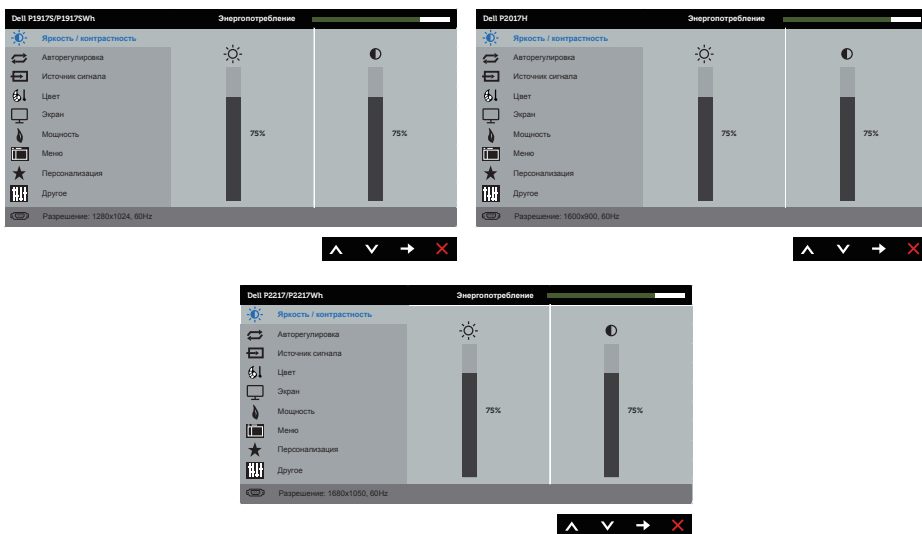 Dell P1917S/P1917SWh Энергопотребление
Яркость / контрастность
Авторегулировка
Источник сигнала
Цвет
Экран
Мощность
75% 75%
Меню
Персонализация
Другое
Разрешение: 1280x1024, 60Hz
Dell P2017H Энергопотребление
Яркость / контрастность
Авторегулировка
Источник сигнала
Цвет
Экран
Мощность
75% 75%
Меню
Персонализация
Другое
Разрешение: 1600x900, 60Hz
Dell P2217/P2217Wh Энергопотребление
Яркость / контрастность
Авторегулировка
Источник сигнала
Цвет
Экран
Мощность
75% 75%
Меню
Персонализация
Другое
Разрешение: 1680x1050, 60Hz